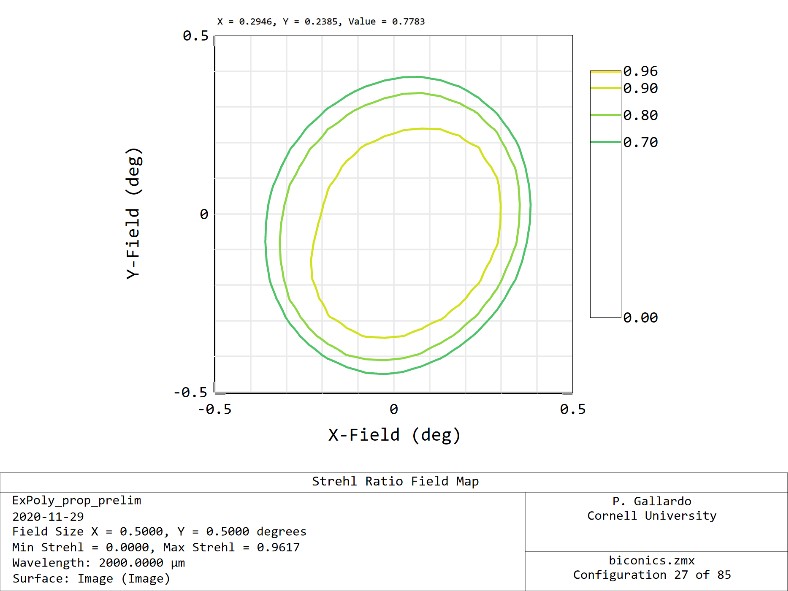 X = 0.2946, Y = 0.2385, Value = 0.7783
0.5
0
-0.5
Y-Field (deg)
-0.5 0 0.5
X-Field (deg)
0.96
0.90
0.80
0.70
0.00
Strehl Ratio Field Map
ExPoly_prop_prelim
2020-11-29
Field Size X = 0.5000, Y = 0.5000 degrees
Min Strehl = 0.0000, Max Strehl = 0.9617
Wavelength: 2000.0000 µm
Surface: Image (Image)
P. Gallardo
Cornell University
biconics.zmx
Configuration 27 of 85